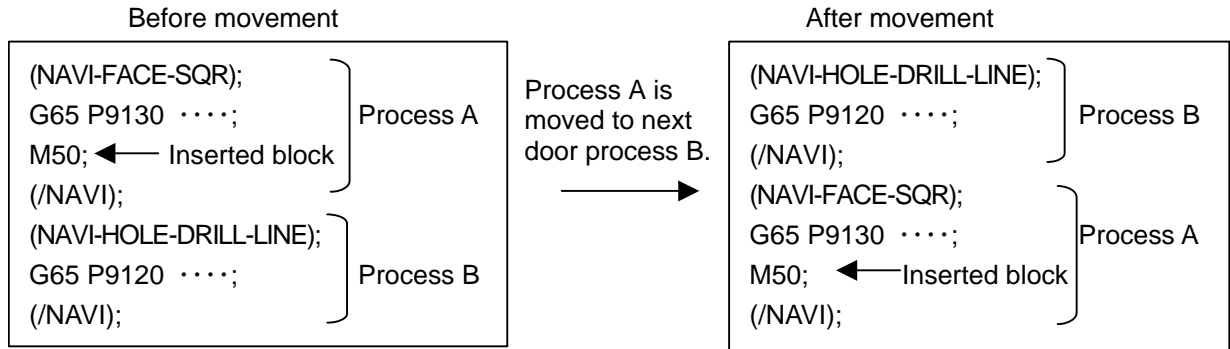 Before movement
(NAVI-FACE-SQR);
G65 P9130 ････;
Process A
M50;
Inserted block
(/NAVI);
(NAVI-HOLE-DRILL-LINE);
G65 P9120 ････;
Process B
(/NAVI);
Process A is
moved to next
door process B.
After movement
(NAVI-HOLE-DRILL-LINE);
G65 P9120 ････;
Process B
(/NAVI);
(NAVI-FACE-SQR);
G65 P9130 ････;
Process A
M50;
Inserted block
(/NAVI);